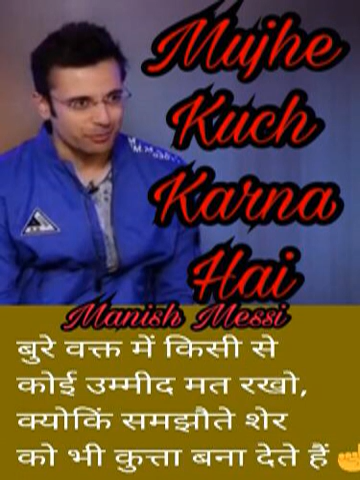 Mujhe
Kuch
Karna
Hai
Manish Messi
बुरे वक्त में किसी से
कोई उम्मीद मत रखो,
क्योकिं समझौते शेर
को भी कुत्ता बना देते हैं ☝